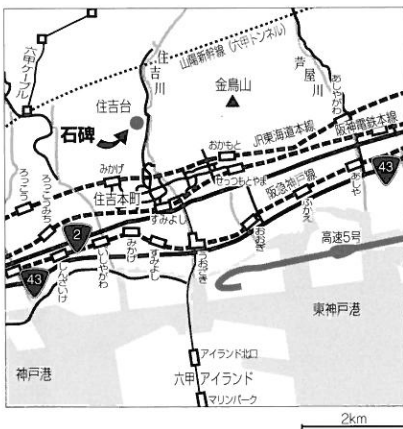 六甲ケーブル
山陽新幹線(六甲トンネル)
住吉川
住吉台
石碑
金鳥山
芦屋川
あしやがわ
JR東海道本線
阪神電鉄本線
おかもと
みかげ
せっつもとやま
阪急神戸線
ろっこう
ろっこうみち
住吉本町
すみよし
43
あしや
ふかえ
2
おおぎ
うおざき
すみよし
みかげ
いしやがわ
しんざいけ
43
高速5号
東神戸港
神戸港
アイランド北口
六甲アイランド
マリンパーク
2km